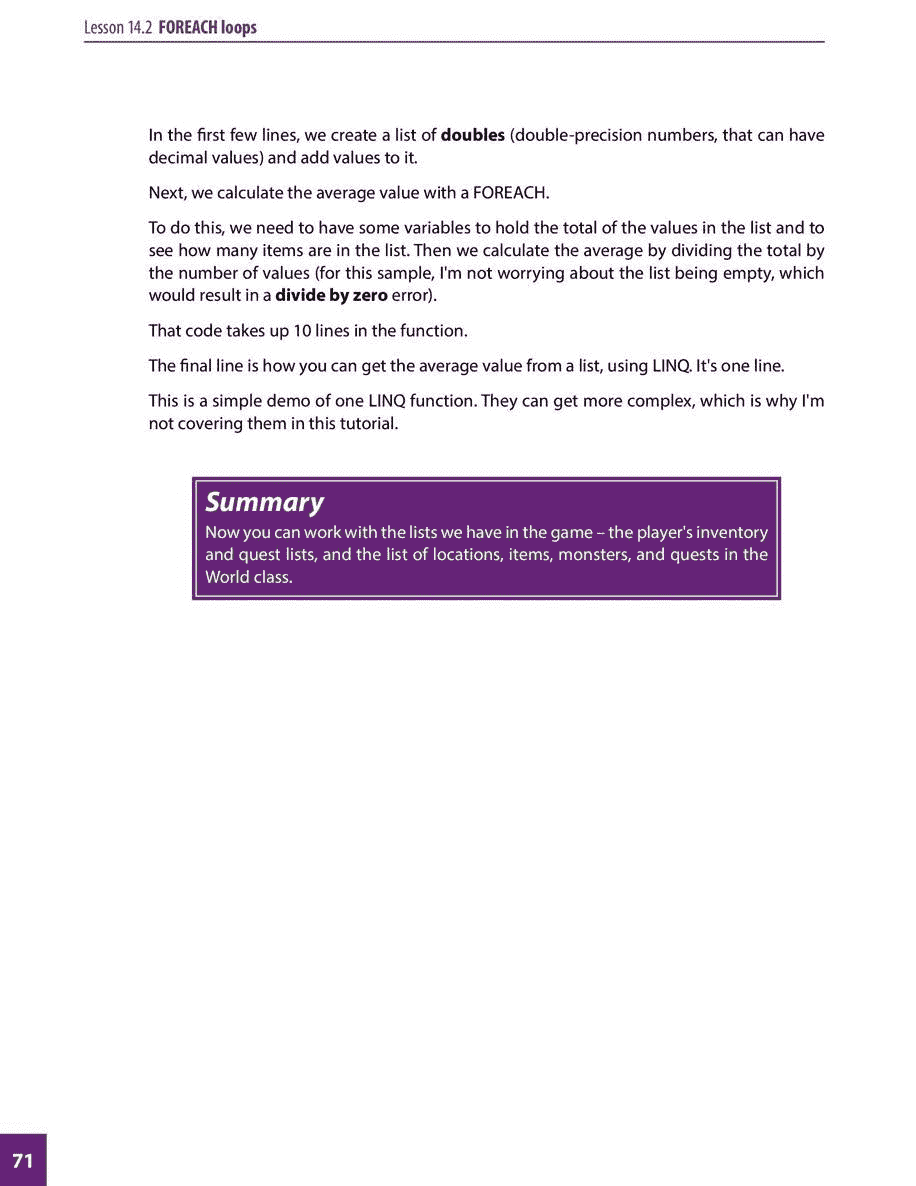 Lesson 14.2 FOREACH loops
In the first few lines, we create a list of doubles (double-precision numbers, that can have
decimal values) and add values to it.
Next, we calculate the average value with a FOREACH.
To do this, we need to have some variables to hold the total of the values in the list and to
see how many items are in the list. Then we calculate the average by dividing the total by
the number of values (for this sample, I'm not worrying about the list being empty, which
would result in a divide by zero error).
That code takes up 10 lines in the function.
The final line is how you can get the average value from a list, using LINQ. It's one line.
This is a simple demo of one LINQ function. They can get more complex, which is why I'm
not covering them in this tutorial.
Summary
Now you can work with the lists we have in the game – the player's inventory
and quest lists, and the list of locations, items, monsters, and quests in the
World class.
71